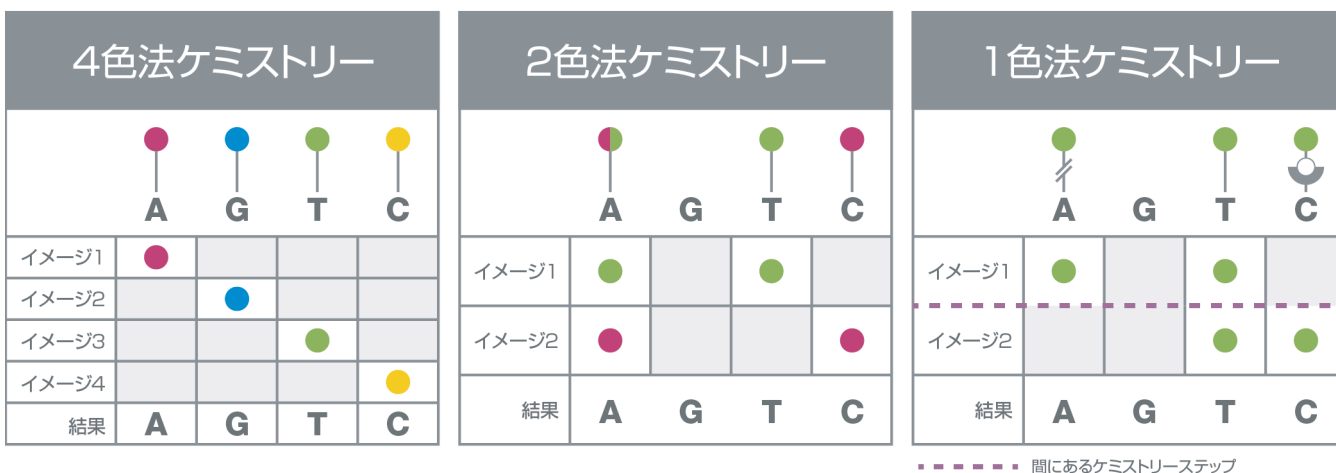 4色法ケミストリー
A G T C
イメージ1
イメージ2
イメージ3
イメージ4
結果 A G T C
2色法ケミストリー
A G T C
イメージ1
イメージ2
結果 A G T C
1色法ケミストリー
A G T C
イメージ1
イメージ2
結果 A G T C
間にあるケミストリーステップ